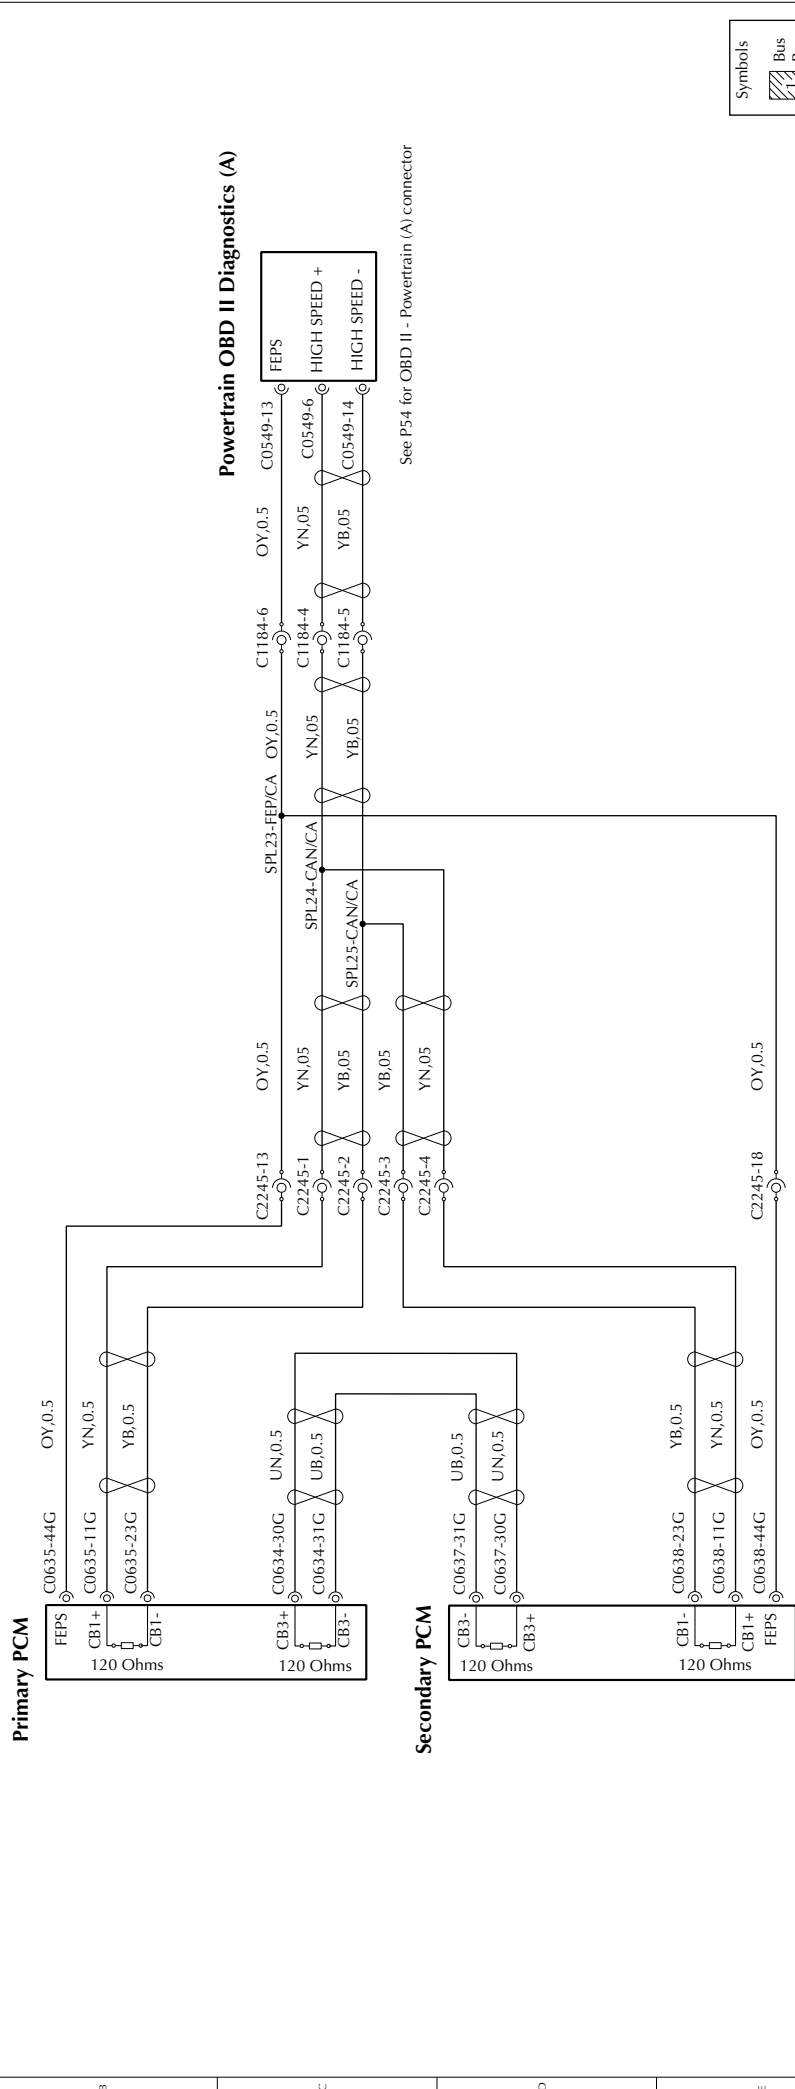 Symbols
Bus
Powertrain OBD II Diagnostics (A)
FEPS
HIGH SPEED +
HIGH SPEED -
See P54 for OBD II - Powertrain (A) connector
C0549-13
C0549-6
C0549-14
OY,0.5
YN,05
YB,05
C1184-6
C1184-4
C1184-5
OY,0.5
YN,05
YB,05
SPL23-FEP/CA
SPL24-CAN/CA
SPL25-CAN/CA
OY,0.5
YN,05
YB,05
YB,05
YN,05
OY,0.5
C2245-13
C2245-1
C2245-2
C2245-3
C2245-4
C2245-18
OY,0.5
YN,0.5
YB,0.5
UN,0.5
UB,0.5
UB,0.5
UN,0.5
YB,0.5
YN,0.5
OY,0.5
C0635-44G
C0635-11G
C0635-23G
C0634-30G
C0634-31G
C0637-31G
C0637-30G
C0638-23G
C0638-11G
C0638-44G
Primary PCM
FEPS
CB1+
CB1-
120 Ohms
CB3+
CB3-
120 Ohms
Secondary PCM
CB3-
CB3+
120 Ohms
CB1-
CB1+
120 Ohms
FEPS
B
C
D
E